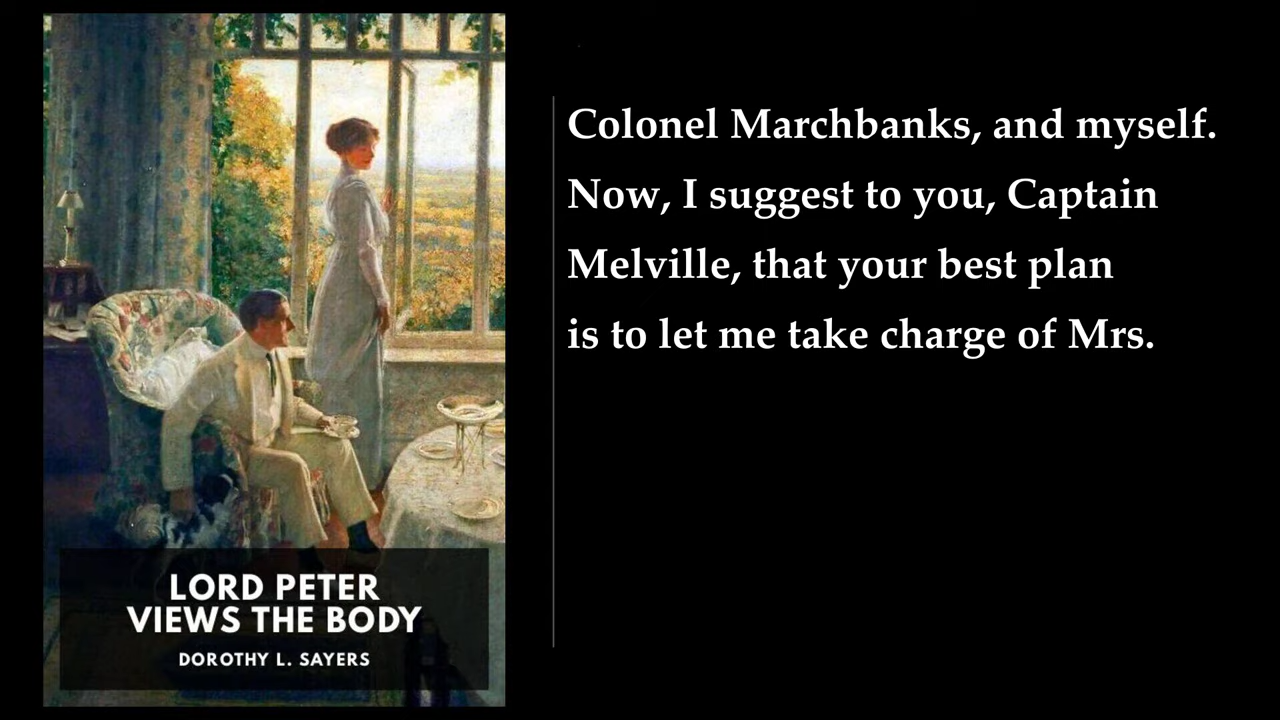 Colonel Marchbanks, and myself.
Now, I suggest to you, Captain
Melville, that your best plan
is to let me take charge of Mrs.
LORD PETER
VIEWS THE BODY
DOROTHY L. SAYERS